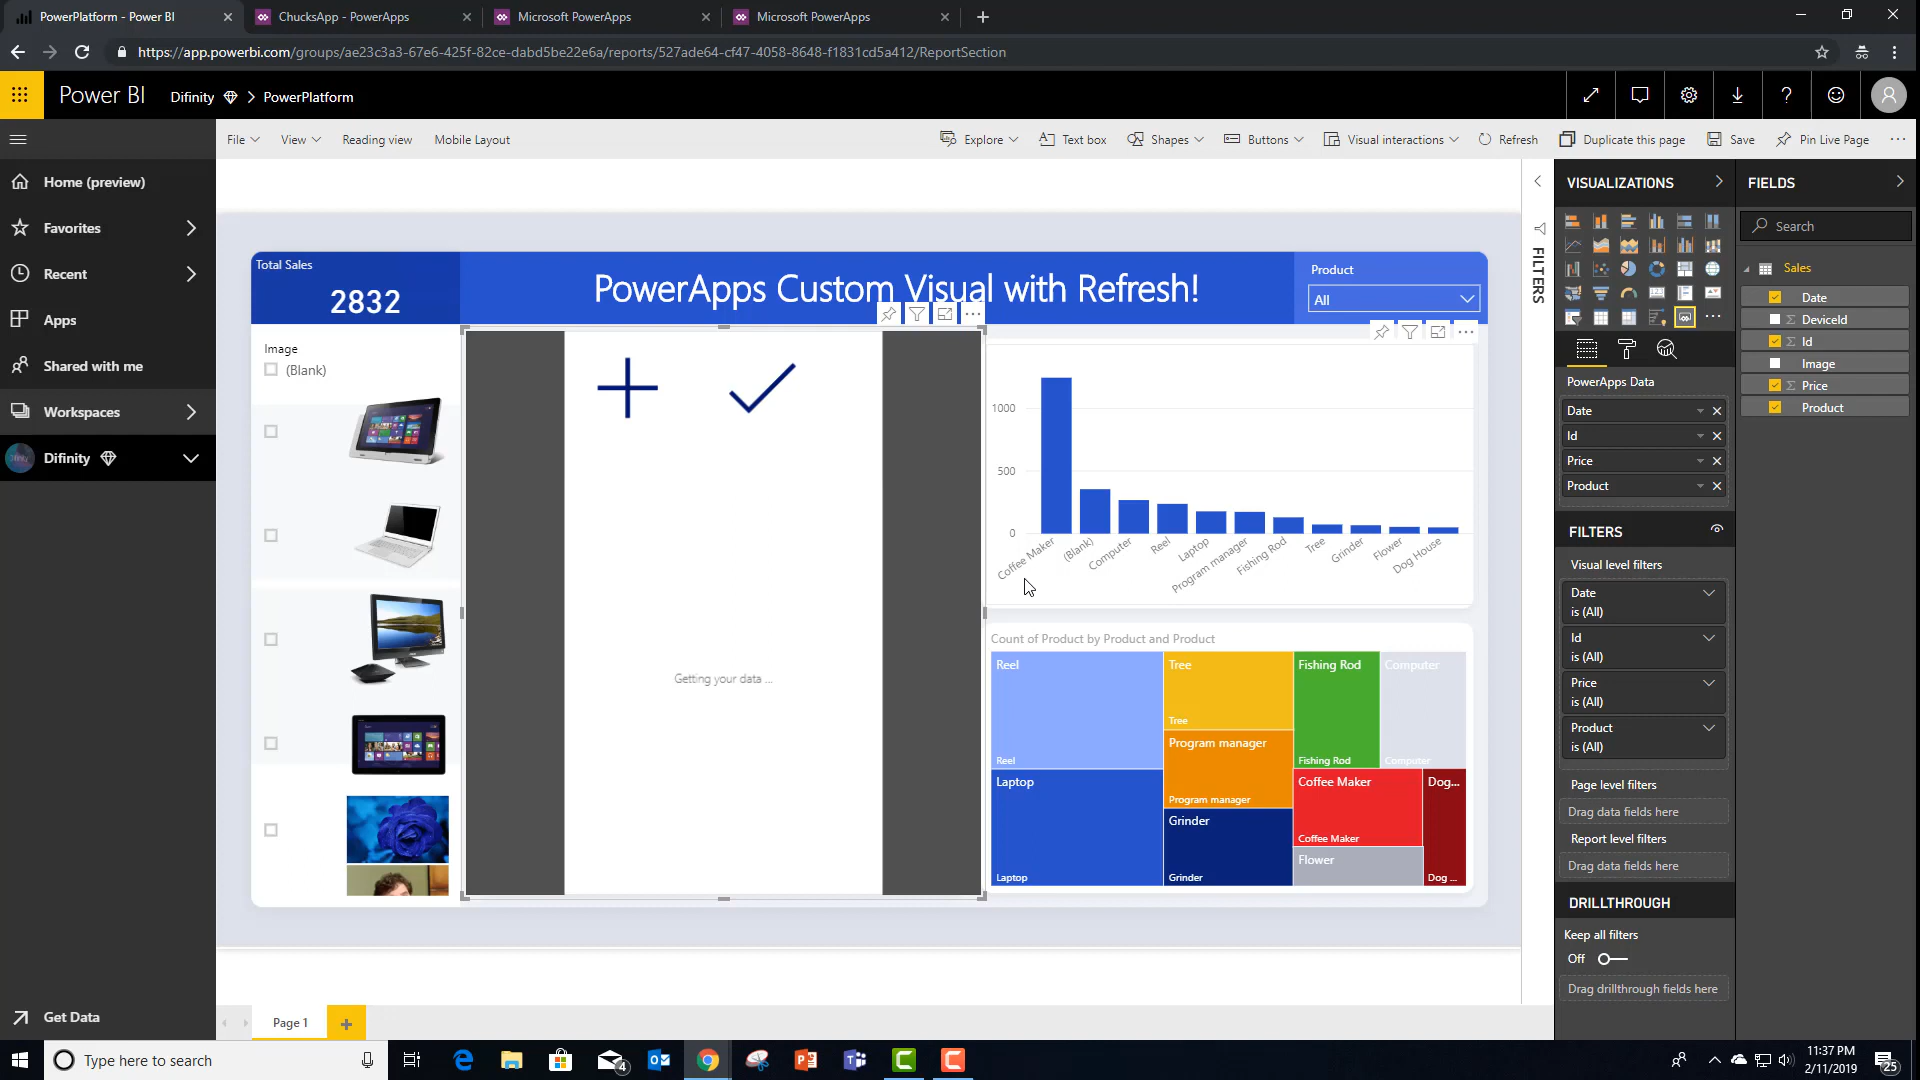 PowerPlatform - Power BI
ChucksApp - PowerApps
Microsoft PowerApps
Microsoft PowerApps
https://app.powerbi.com/groups/ae23c3a3-67e6-425f-82ce-dabd5be22e6a/reports/527ade64-cf47-4058-8648-f1831cd5a412/ReportSection
Power BI
Difinity > PowerPlatform
File
View
Reading view
Mobile Layout
Explore
Text box
Shapes
Buttons
Visual interactions
Refresh
Duplicate this page
Save
Pin Live Page
Home (preview)
Favorites
Recent
Apps
Shared with me
Workspaces
Difinity
Get Data
Total Sales
2832
PowerApps Custom Visual with Refresh!
Product
All
Image
(Blank)
Getting your data ...
1000
500
0
Coffee Maker
(Blank)
Computer
Reel
Laptop
Program manager
Fishing Rod
Tree
Grinder
Flower
Dog House
Count of Product by Product and Product
Reel
Reel
Laptop
Laptop
Tree
Tree
Program manager
Program manager
Grinder
Grinder
Fishing Rod
Fishing Rod
Computer
Computer
Coffee Maker
Coffee Maker
Flower
Dog...
Dog ...
Page 1
FILTERS
VISUALIZATIONS
PowerApps Data
Date
Id
Price
Product
FILTERS
Visual level filters
Date
is (All)
Id
is (All)
Price
is (All)
Product
is (All)
Page level filters
Drag data fields here
Report level filters
Drag data fields here
DRILLTHROUGH
Keep all filters
Off
Drag drillthrough fields here
FIELDS
Search
Sales
Date
Σ DeviceId
Σ Id
Image
Σ Price
Product
Type here to search
4
11:37 PM
2/11/2019
25